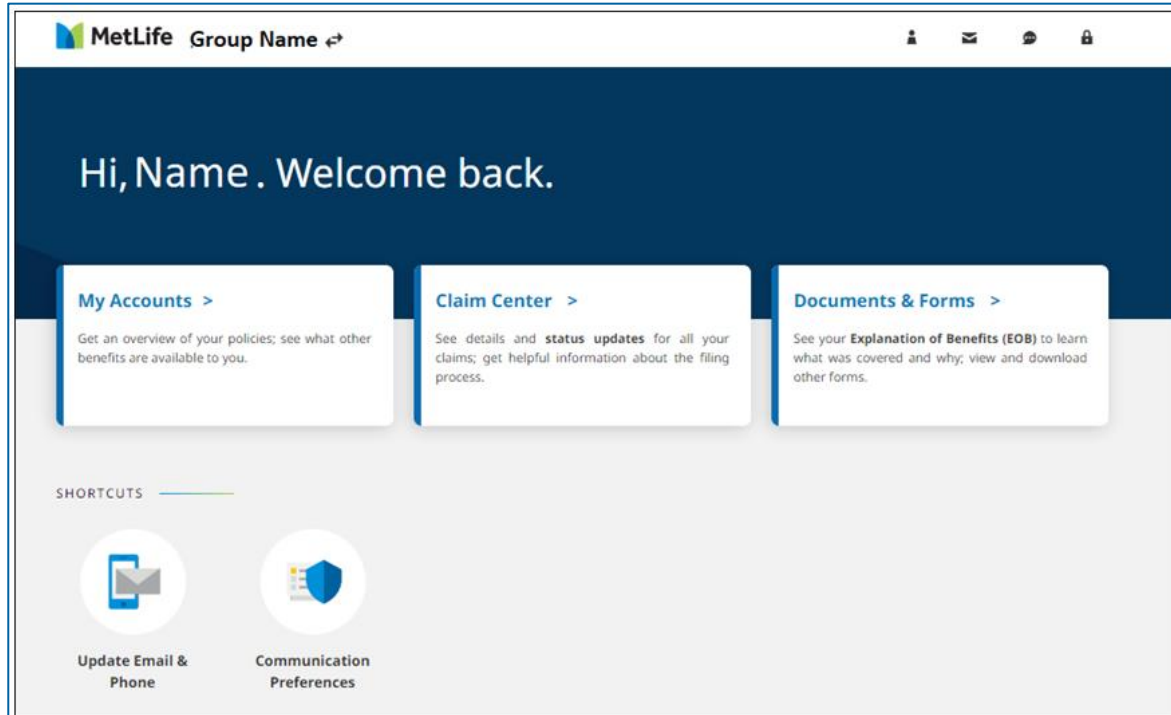 MetLife Group Name
Hi, Name. Welcome back.
My Accounts >
Get an overview of your policies; see what other
benefits are available to you.
Claim Center >
See details and status updates for all your
claims; get helpful information about the filing
process.
Documents & Forms >
See your Explanation of Benefits (EOB) to learn
what was covered and why; view and download
other forms.
SHORTCUTS
Update Email &
Phone
Communication
Preferences